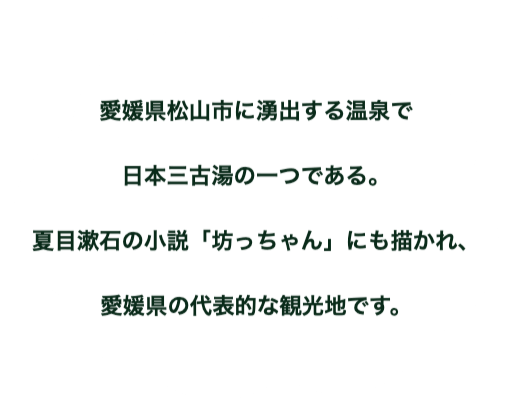 愛媛県松山市に湧出する温泉で
日本三古湯の一つである。
夏目漱石の小説「坊っちゃん」にも描かれ、
愛媛県の代表的な観光地です。